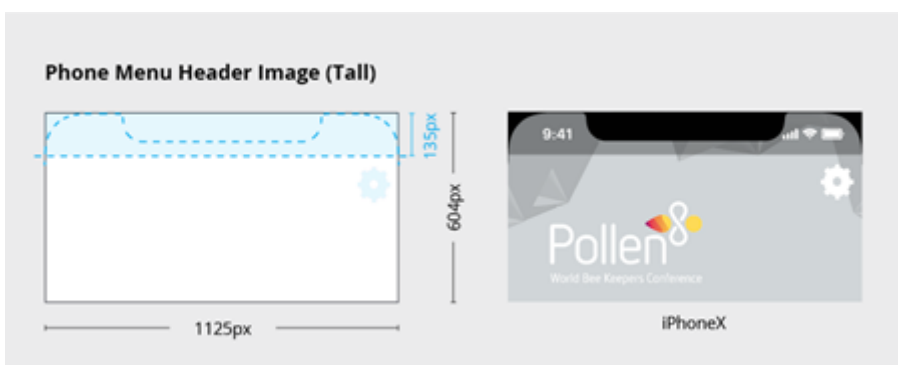 Phone Menu Header Image (Tall)
135px
604px
1125px
9:41
Pollen
World Bee Keepers Conference
iPhoneX